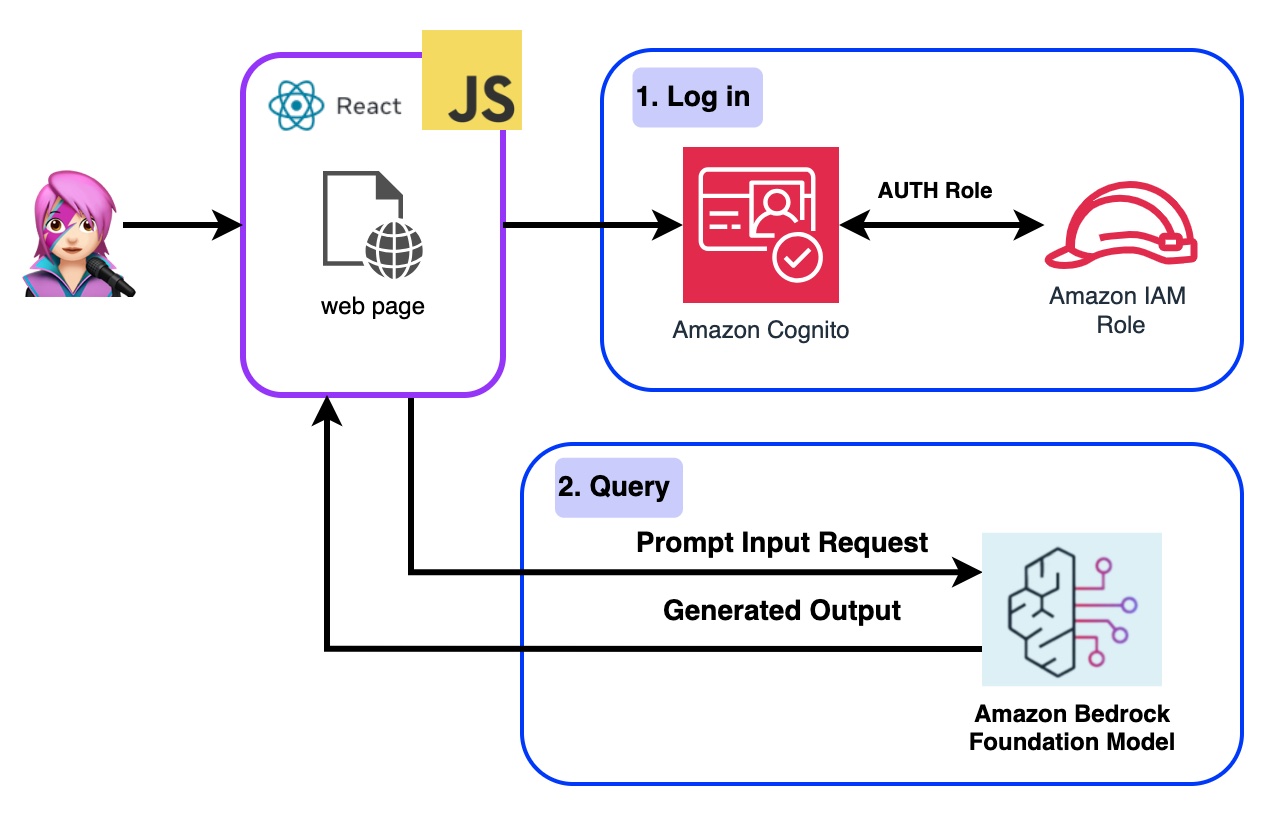 React
JS
web page
1. Log in
AUTH Role
Amazon Cognito
Amazon IAM
Role
2. Query
Prompt Input Request
Generated Output
Amazon Bedrock
Foundation Model